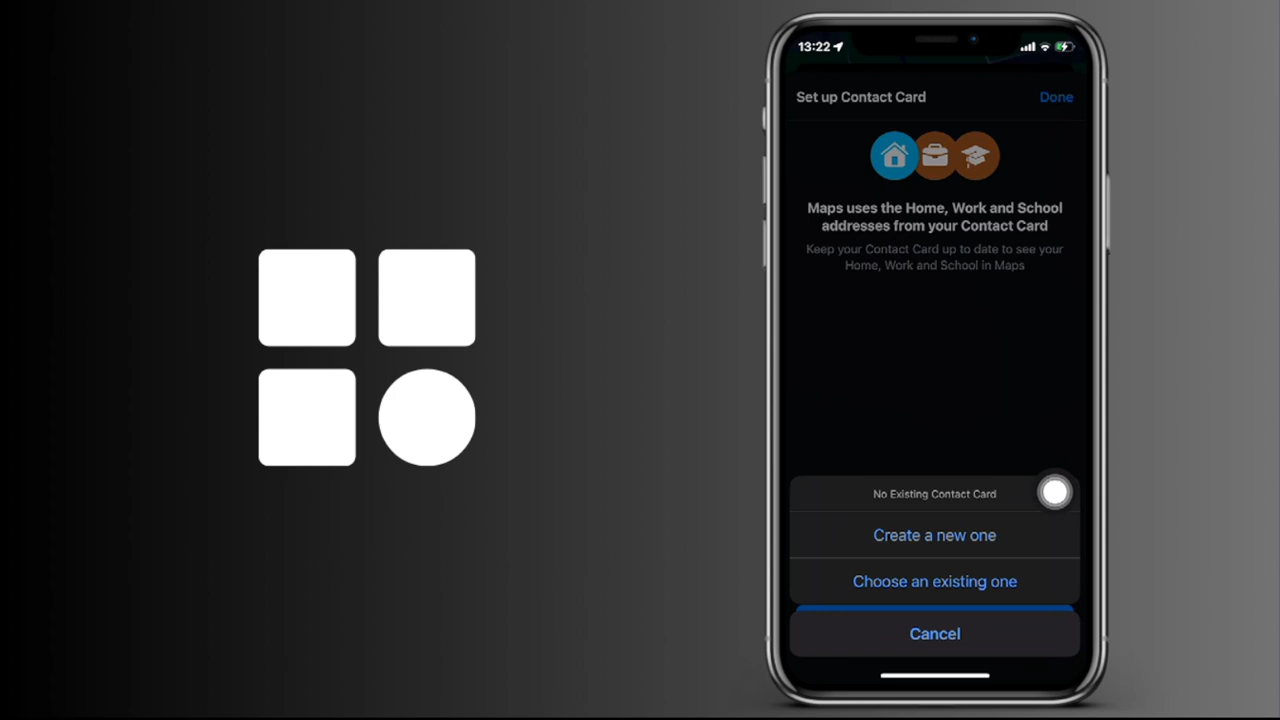 13:22
Set up Contact Card
Done
Maps uses the Home, Work and School
addresses from your Contact Card
Keep your Contact Card up to date to see your
Home, Work and School in Maps
No Existing Contact Card
Create a new one
Choose an existing one
Cancel